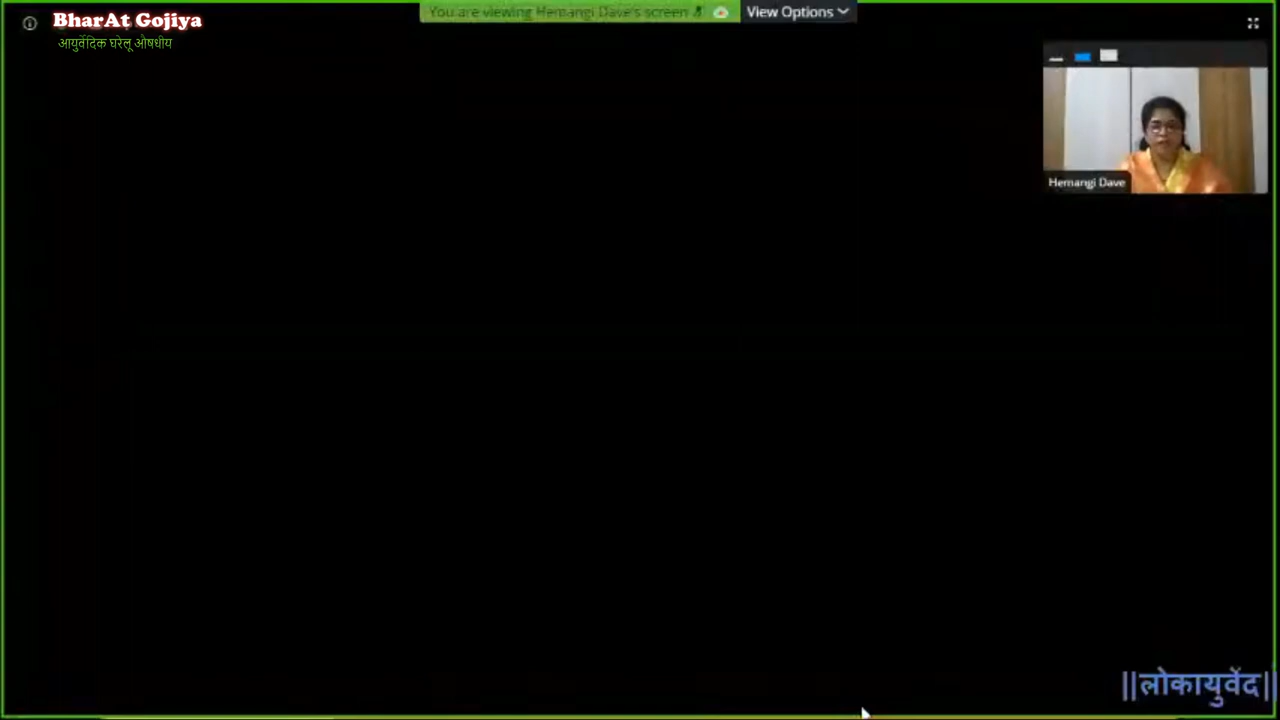 BharAt Gojiya
आयुर्वेदिक घरेलू औषधीय
You are viewing Hemangi Dave's screen
View Options
Hemangi Dave
||लोकायुर्वेद||